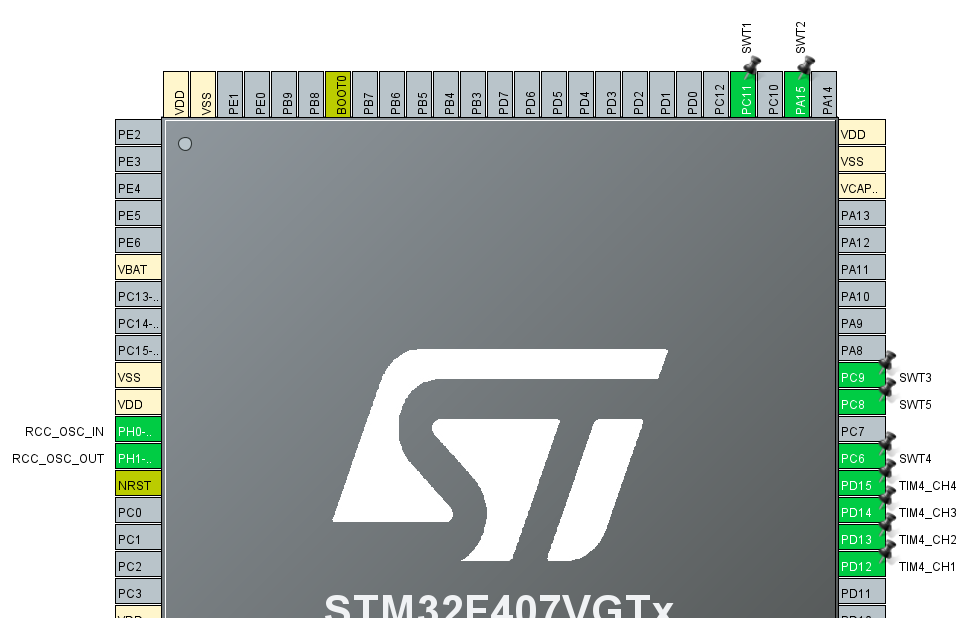 SWT1
SWT2
VDD
VSS
PE1
PE0
PB9
PB8
BOOT0
PB7
PB6
PB5
PB4
PB3
PD7
PD6
PD5
PD4
PD3
PD2
PD1
PD0
PC12
PC11
PC10
PA15
PA14
PE2
PE3
PE4
PE5
PE6
VBAT
PC13-..
PC14-..
PC15-..
VSS
VDD
RCC_OSC_IN PH0-..
RCC_OSC_OUT PH1-..
NRST
PC0
PC1
PC2
PC3
VDD
VDD
VSS
VCAP..
PA13
PA12
PA11
PA10
PA9
PA8
PC9 SWT3
PC8 SWT5
PC7
PC6 SWT4
PD15 TIM4_CH4
PD14 TIM4_CH3
PD13 TIM4_CH2
PD12 TIM4_CH1
PD11
PD10
ST
STM32F407VGTx